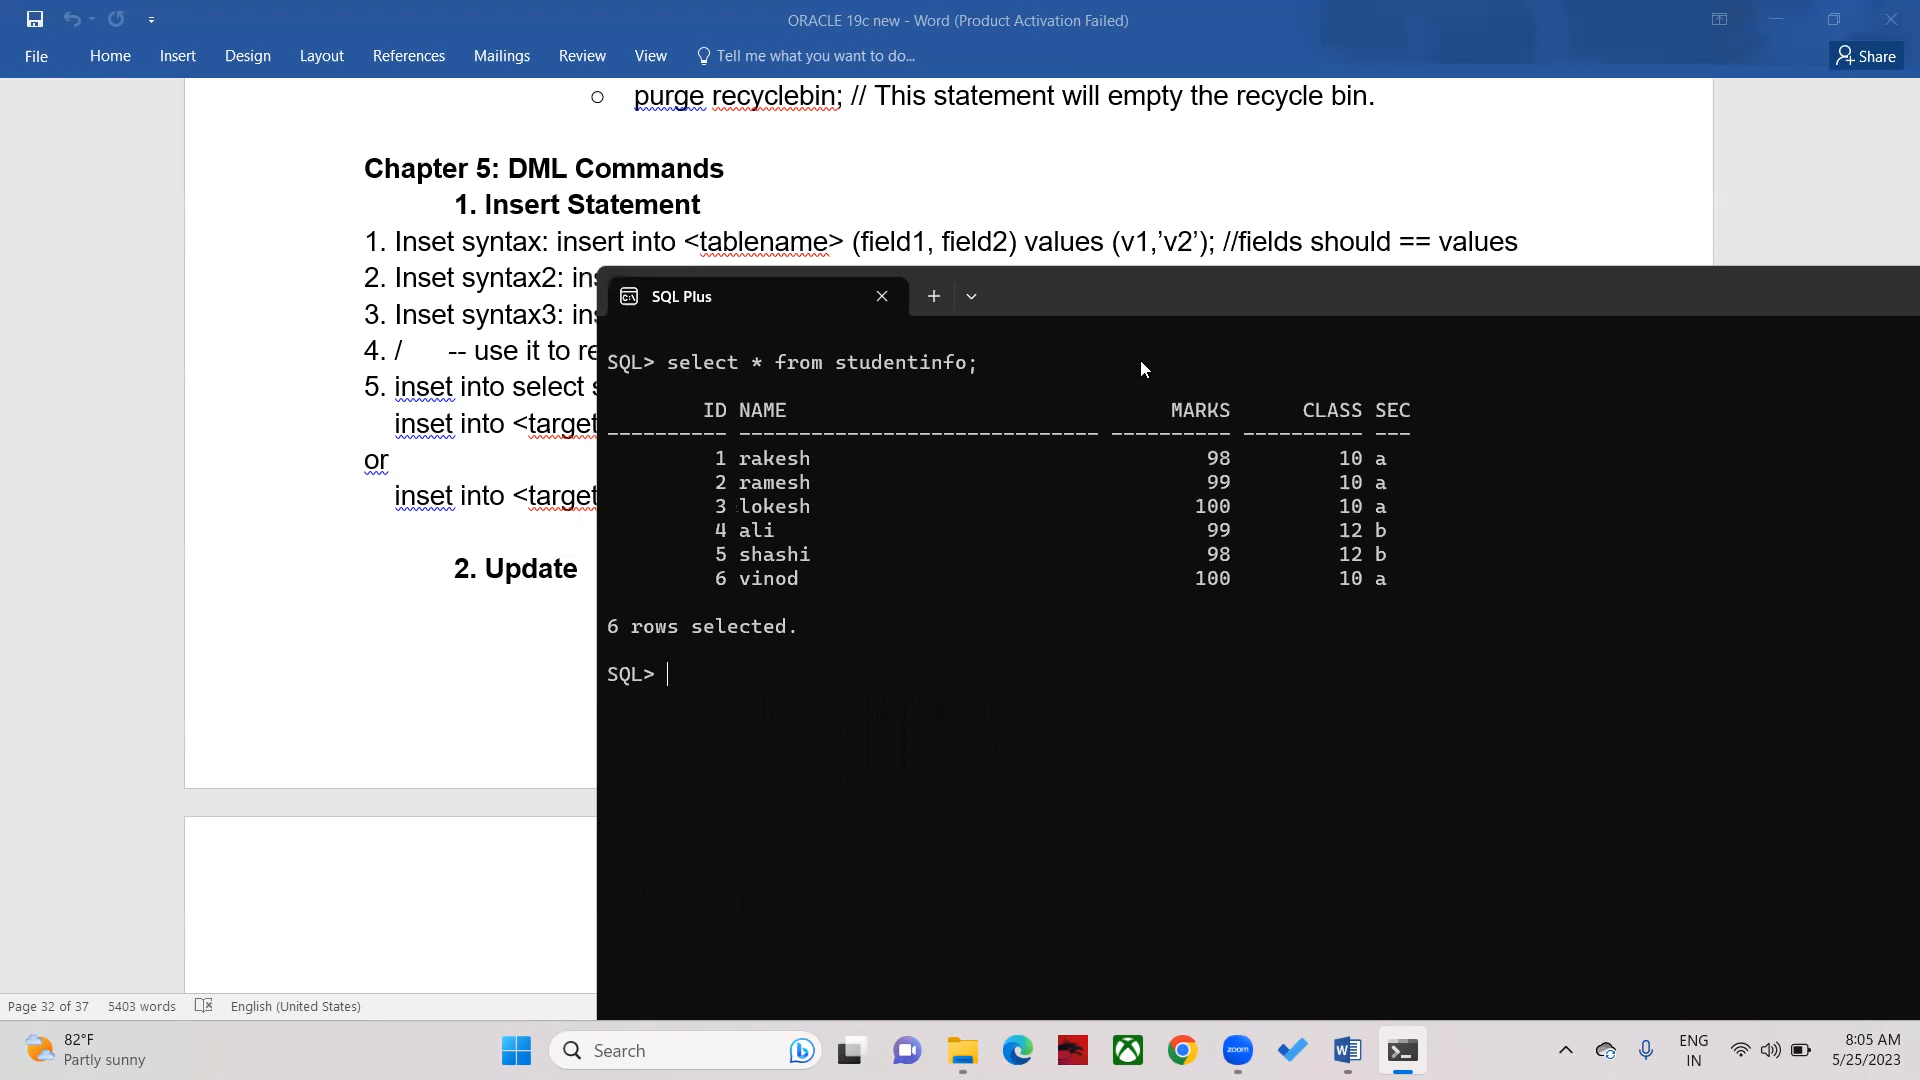 ORACLE 19c new - Word (Product Activation Failed)
File Home Insert Design Layout References Mailings Review View Tell me what you want to do... Share
○ purge recyclebin; // This statement will empty the recycle bin.
Chapter 5: DML Commands
1. Insert Statement
1. Inset syntax: insert into <tablename> (field1, field2) values (v1,’v2’); //fields should == values
2. Inset syntax2: ins
3. Inset syntax3: ins
4. / -- use it to re
5. inset into select s
inset into <target
or
inset into <target
2. Update
SQL Plus
SQL> select * from studentinfo;
ID NAME MARKS CLASS SEC
---------- ------------------------------ ---------- ---------- ---
1 rakesh 98 10 a
2 ramesh 99 10 a
3 lokesh 100 10 a
4 ali 99 12 b
5 shashi 98 12 b
6 vinod 100 10 a
6 rows selected.
SQL>
Page 32 of 37 5403 words English (United States)
82°F
Partly sunny
Search
zoom
ENG
IN
8:05 AM
5/25/2023